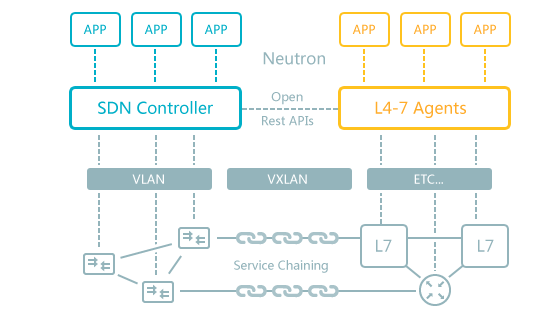 APP APP APP APP APP APP
Neutron
SDN Controller
Open
Rest APIs
L4-7 Agents
VLAN VXLAN ETC...
L7 L7
Service Chaining